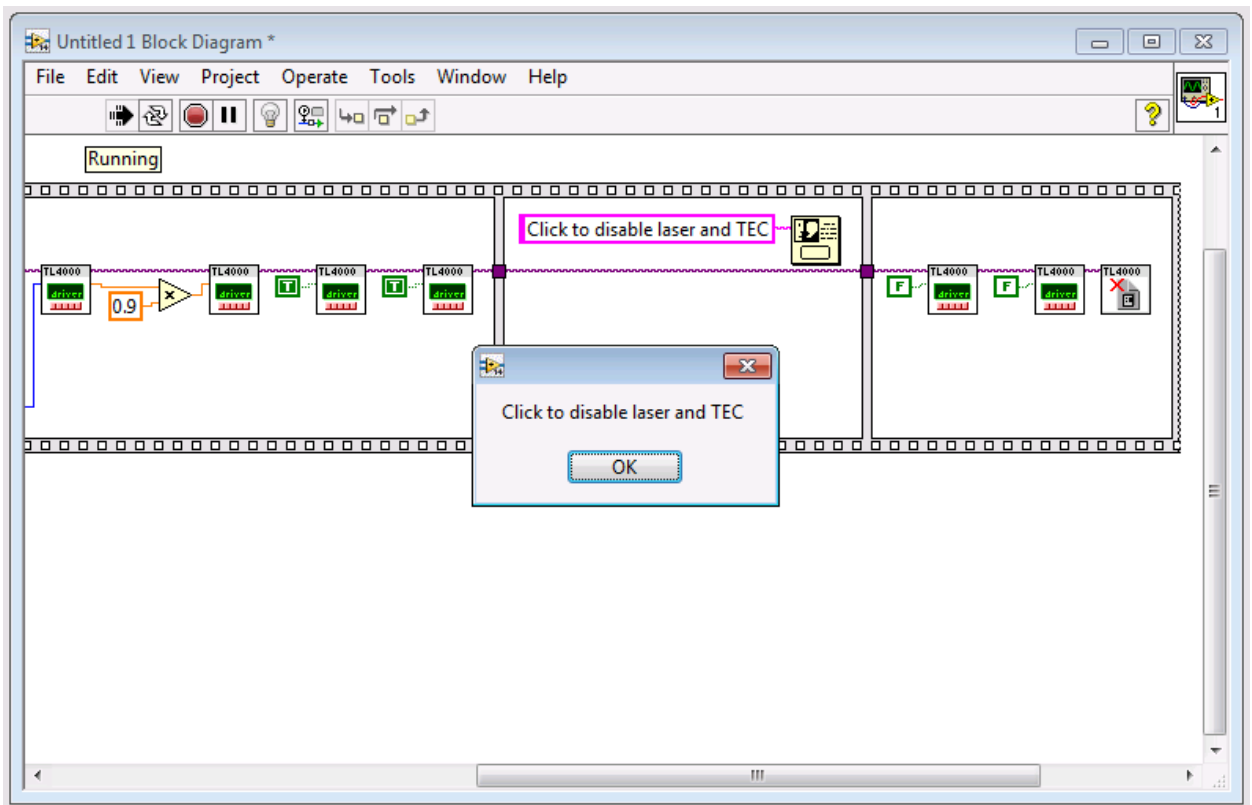 Untitled 1 Block Diagram *
File Edit View Project Operate Tools Window Help
Running
Click to disable laser and TEC
TL4000 TL4000 TL4000 TL4000 TL4000 TL4000 TL4000
driver driver T driver T driver F driver F driver
0.9
Click to disable laser and TEC
OK